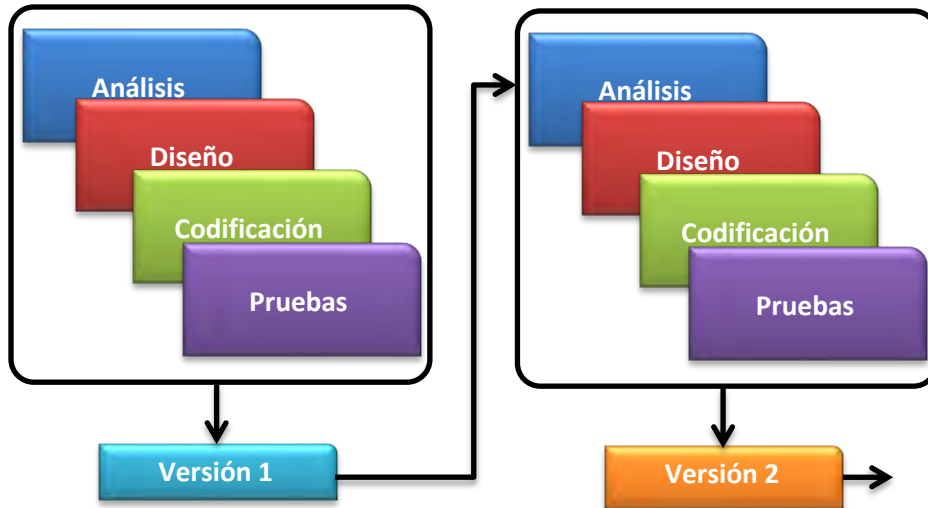 Análisis
Diseño
Codificación
Pruebas
Versión 1
Análisis
Diseño
Codificación
Pruebas
Versión 2